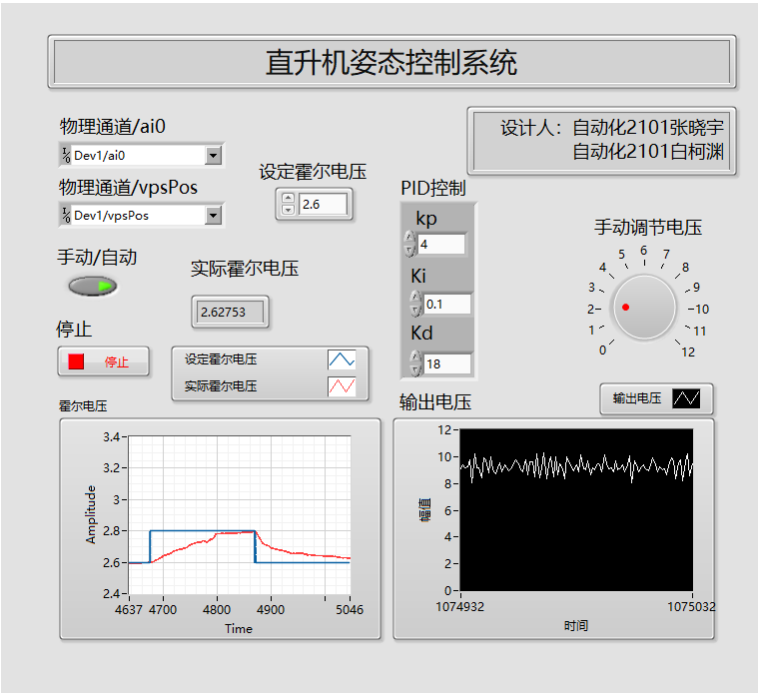 直升机姿态控制系统
设计人：自动化2101张晓宇
自动化2101白柯渊
物理通道/ai0
Dev1/ai0
物理通道/vpsPos
Dev1/vpsPos
设定霍尔电压
2.6
手动/自动
实际霍尔电压
2.62753
停止
停止
设定霍尔电压
实际霍尔电压
PID控制
kp
4
Ki
0.1
Kd
18
手动调节电压
0
1
2
3
4
5
6
7
8
9
10
11
12
霍尔电压
3.4
3.2
3
2.8
2.6
2.4
Amplitude
4637 4700 4800 4900 5046
Time
输出电压
输出电压
12
10
8
6
4
2
0
幅值
1074932 1075032
时间